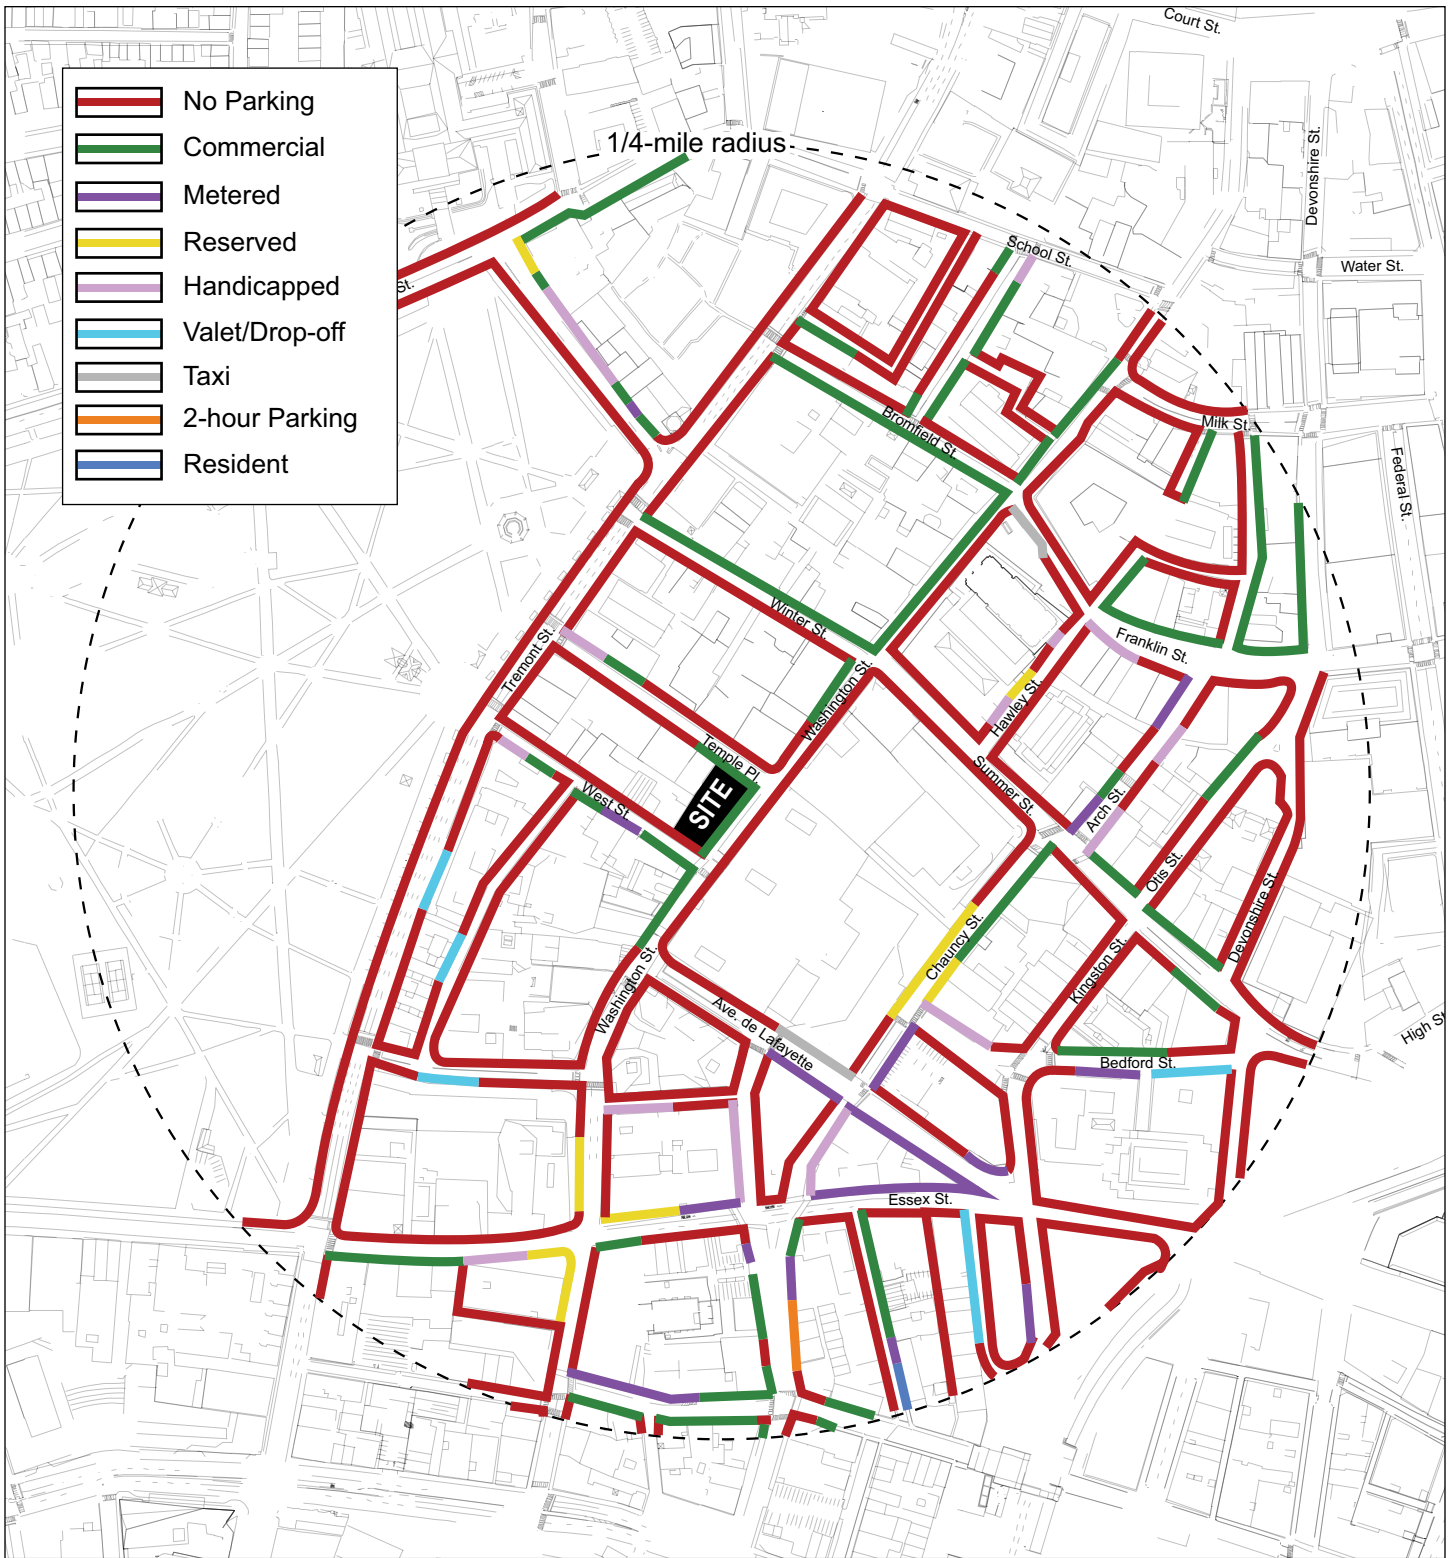 Court St.
No Parking
Commercial
Metered
Reserved
Handicapped
Valet/Drop-off
Taxi
2-hour Parking
Resident
1/4-mile radius
Devonshire St.
School St.
Water St.
St.
Milk St.
Bromfield St.
Federal St.
Winter St.
Franklin St.
Tremont St.
Washington St.
Hawley St.
Temple Pl.
SITE
West St.
Summer St.
Arch St.
Otis St.
Devonshire St.
Chauncy St.
Kingston St.
Washington St.
Ave. de Lafayette
High St
Bedford St.
Essex St.